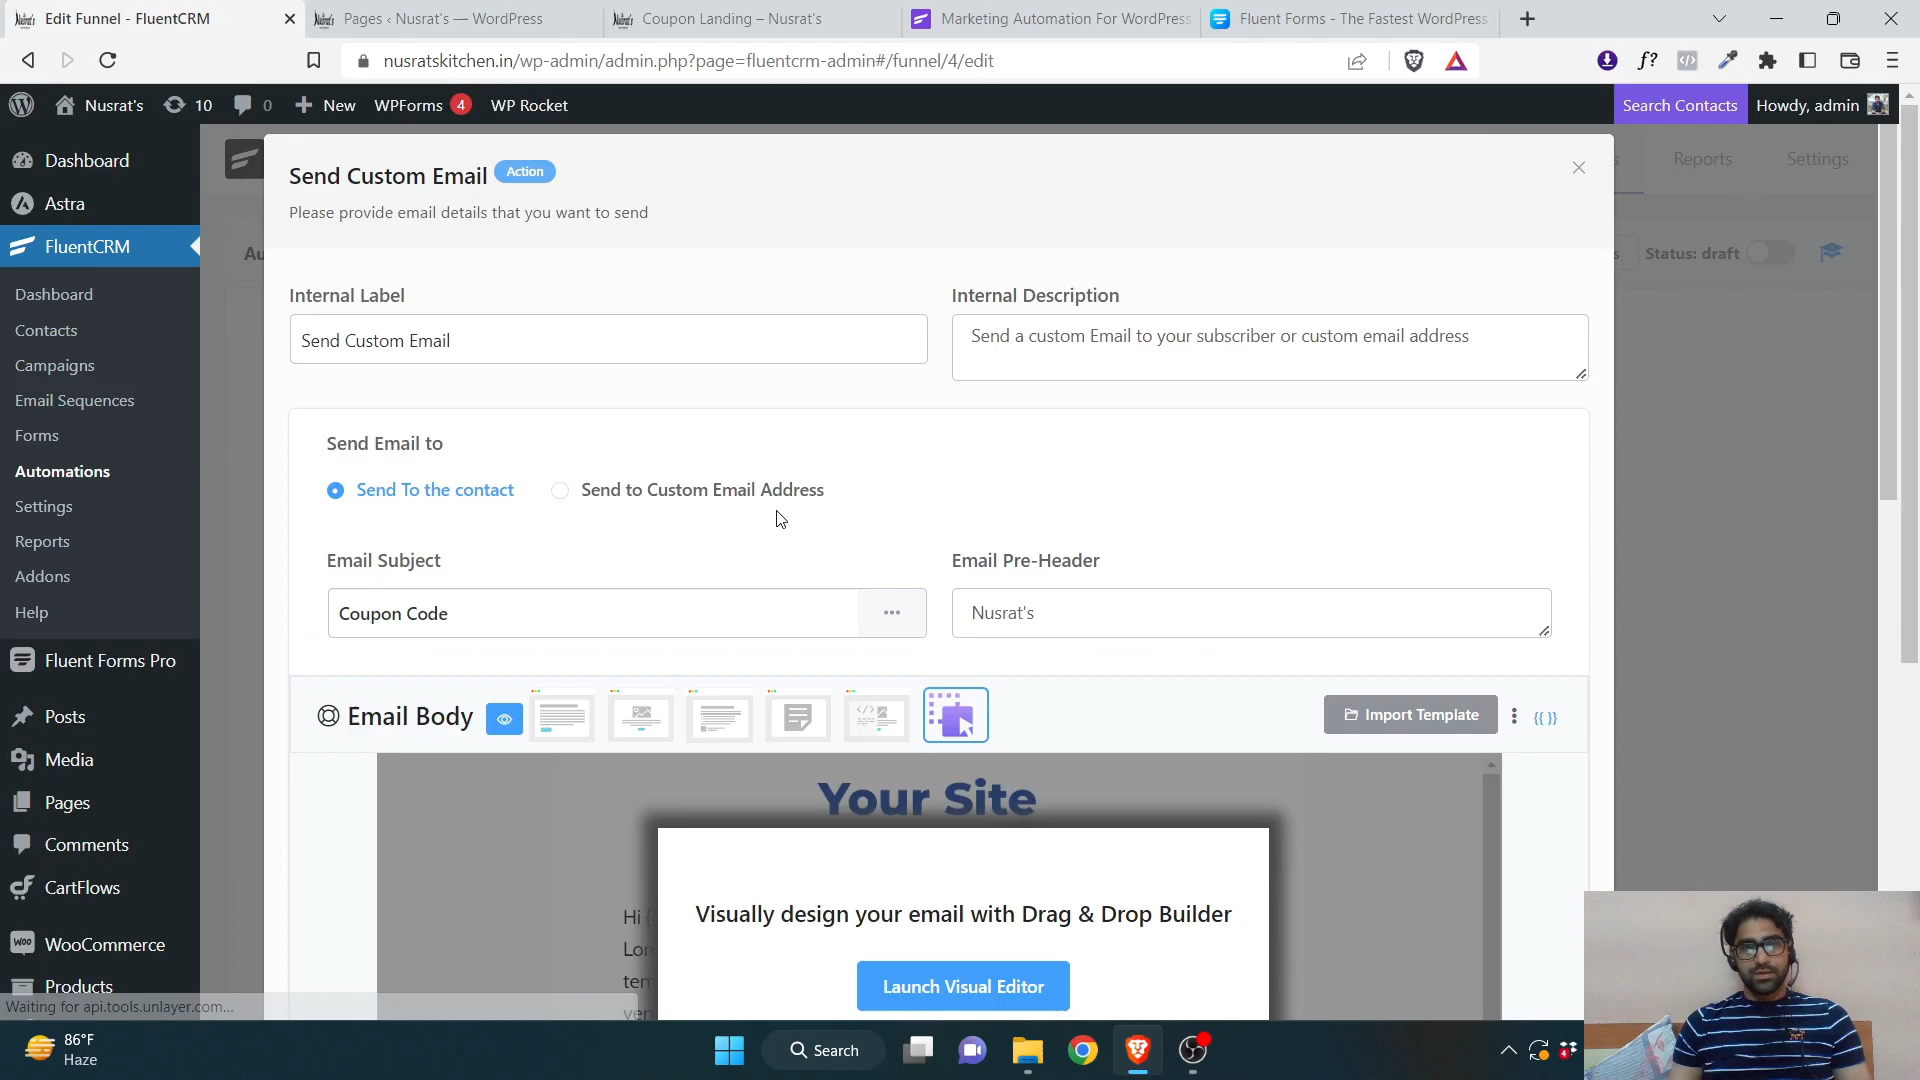 Edit Funnel - FluentCRM
Pages ‹ Nusrat's — WordPress
Coupon Landing – Nusrat's
Marketing Automation For WordPress
Fluent Forms - The Fastest WordPress
nusratskitchen.in/wp-admin/admin.php?page=fluentcrm-admin#/funnel/4/edit
f?
Nusrat's
10
0
New
WPForms 4
WP Rocket
Search Contacts
Howdy, admin
Dashboard
Astra
FluentCRM
Dashboard
Contacts
Campaigns
Email Sequences
Forms
Automations
Settings
Reports
Addons
Help
Fluent Forms Pro
Posts
Media
Pages
Comments
CartFlows
WooCommerce
Products
Waiting for api.tools.unlayer.com...
s
Reports
Settings
Au
s
Status: draft
Send Custom Email Action
Please provide email details that you want to send
Internal Label
Internal Description
Send Custom Email
Send a custom Email to your subscriber or custom email address
Send Email to
Send To the contact
Send to Custom Email Address
Email Subject
Email Pre-Header
Coupon Code
Nusrat's
Email Body
Import Template
{{ }}
Your Site
Hi {
Lor
tem
ven
Visually design your email with Drag & Drop Builder
Launch Visual Editor
86°F
Haze
Search